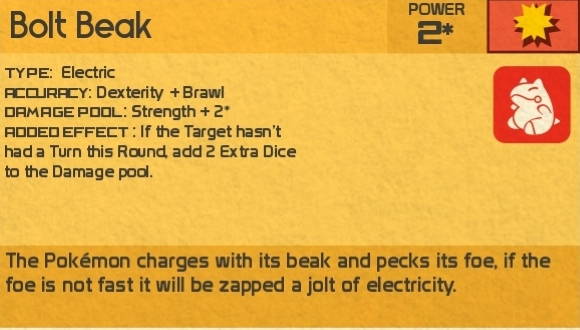 Bolt Beak
POWER
2*
TYPE: Electric
ACCURACY: Dexterity + Brawl
DAMAGE POOL: Strength + 2*
ADDED EFFECT : If the Target hasn't
had a Turn this Round, add 2 Extra Dice
to the Damage pool.
The Pokémon charges with its beak and pecks its foe, if the
foe is not fast it will be zapped a jolt of electricity.